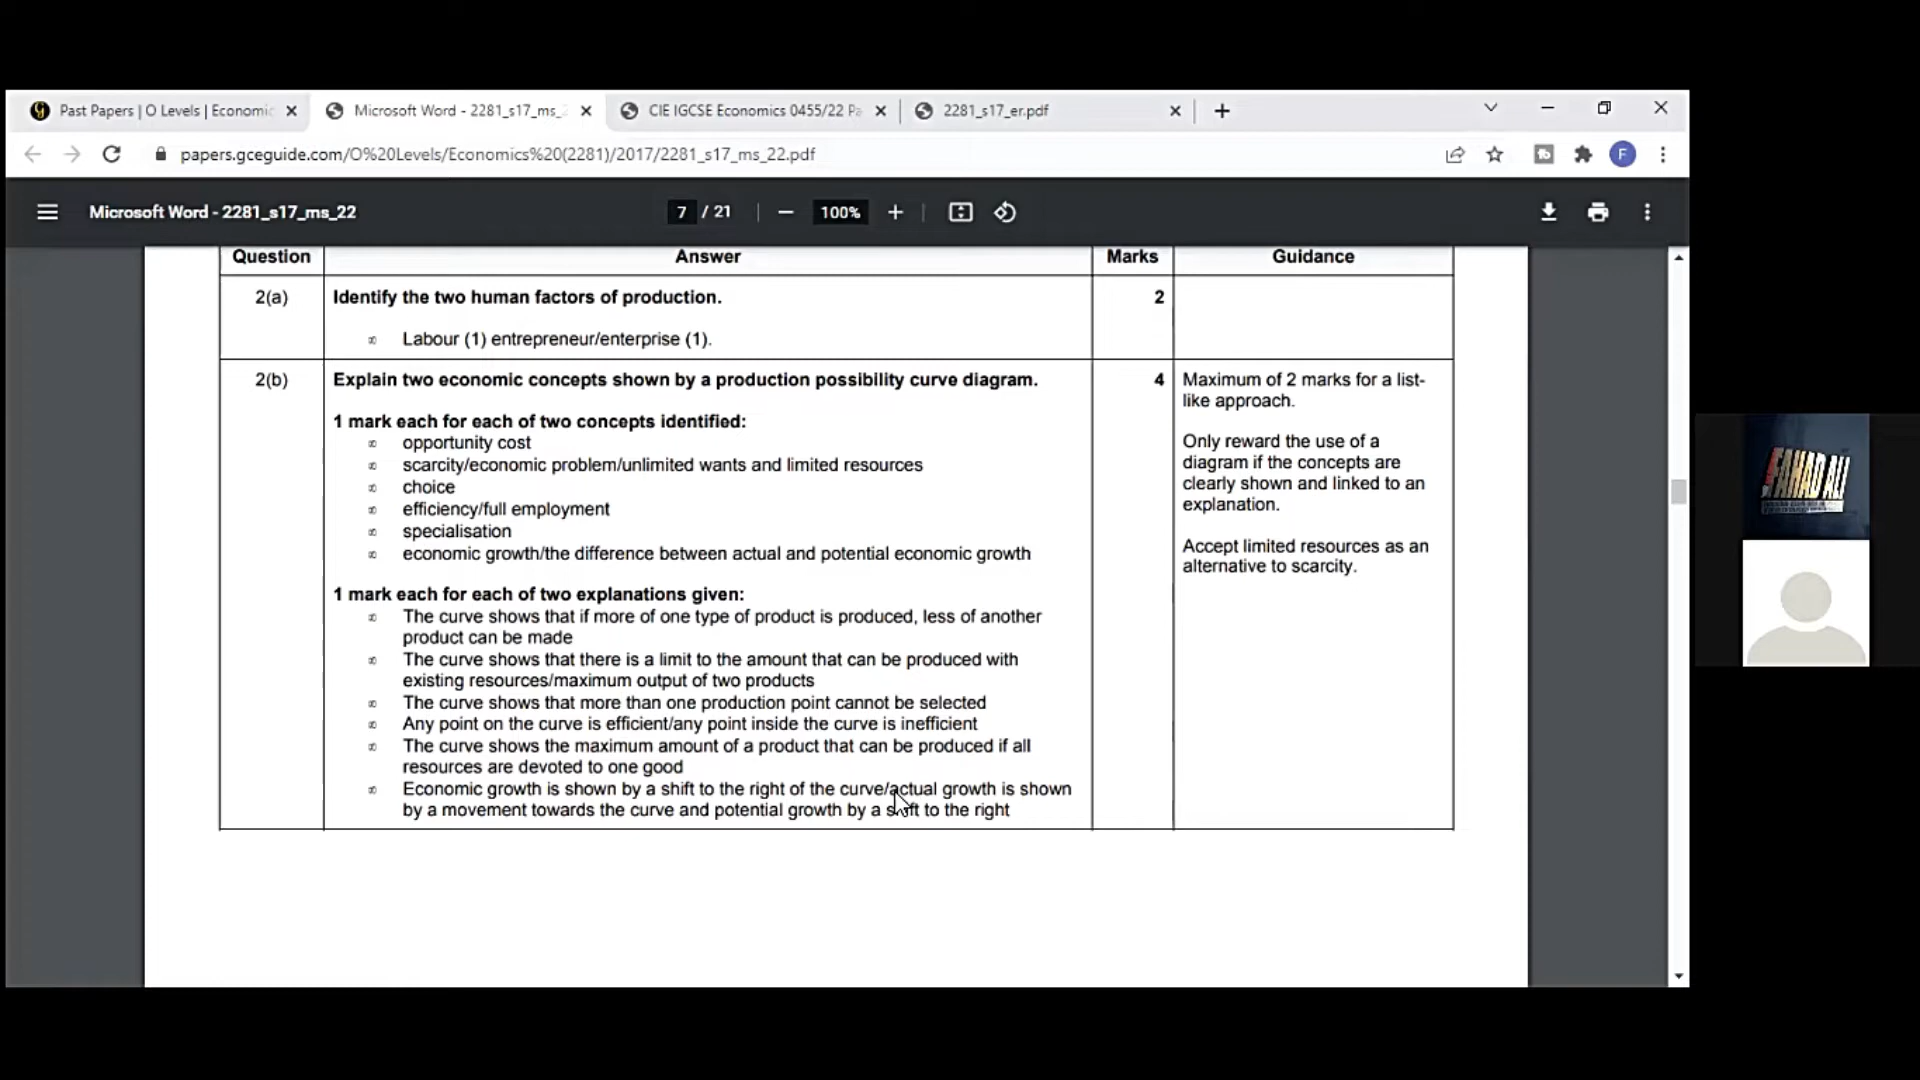 Past Papers | O Levels | Economic
Microsoft Word - 2281_s17_ms_
CIE IGCSE Economics 0455/22 Pa
2281_s17_er.pdf
papers.gceguide.com/O%20Levels/Economics%20(2281)/2017/2281_s17_ms_22.pdf
F
Microsoft Word - 2281_s17_ms_22
7 / 21
100%
Question Answer Marks Guidance
2(a) Identify the two human factors of production. 2
Labour (1) entrepreneur/enterprise (1).
2(b) Explain two economic concepts shown by a production possibility curve diagram. 4
1 mark each for each of two concepts identified:
opportunity cost
scarcity/economic problem/unlimited wants and limited resources
choice
efficiency/full employment
specialisation
economic growth/the difference between actual and potential economic growth
1 mark each for each of two explanations given:
The curve shows that if more of one type of product is produced, less of another
product can be made
The curve shows that there is a limit to the amount that can be produced with
existing resources/maximum output of two products
The curve shows that more than one production point cannot be selected
Any point on the curve is efficient/any point inside the curve is inefficient
The curve shows the maximum amount of a product that can be produced if all
resources are devoted to one good
Economic growth is shown by a shift to the right of the curve/actual growth is shown
by a movement towards the curve and potential growth by a shift to the right
Maximum of 2 marks for a list-
like approach.
Only reward the use of a
diagram if the concepts are
clearly shown and linked to an
explanation.
Accept limited resources as an
alternative to scarcity.
FAHAD ALI